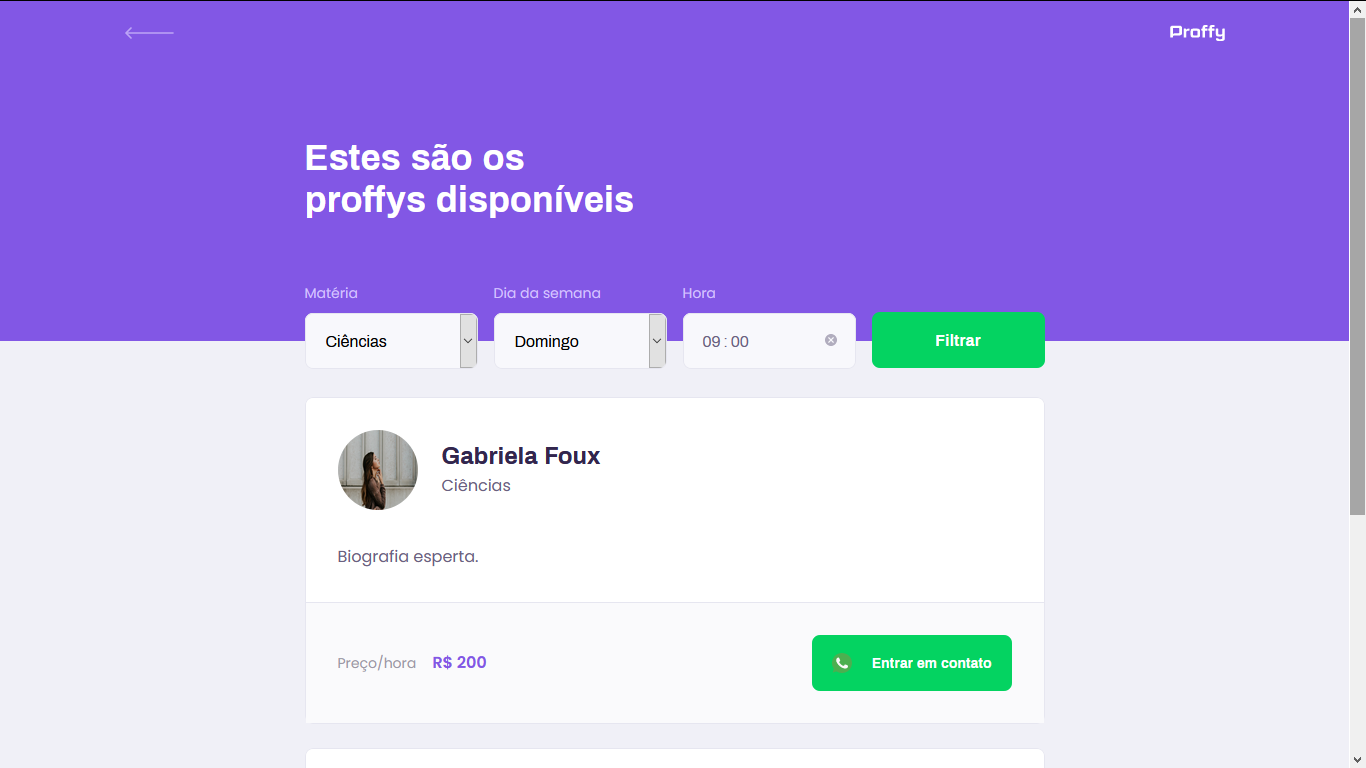 Proffy
Estes são os
proffys disponíveis
Matéria
Dia da semana
Hora
Ciências
Domingo
09 : 00
Filtrar
Gabriela Foux
Ciências
Biografia esperta.
Preço/hora R$ 200
Entrar em contato